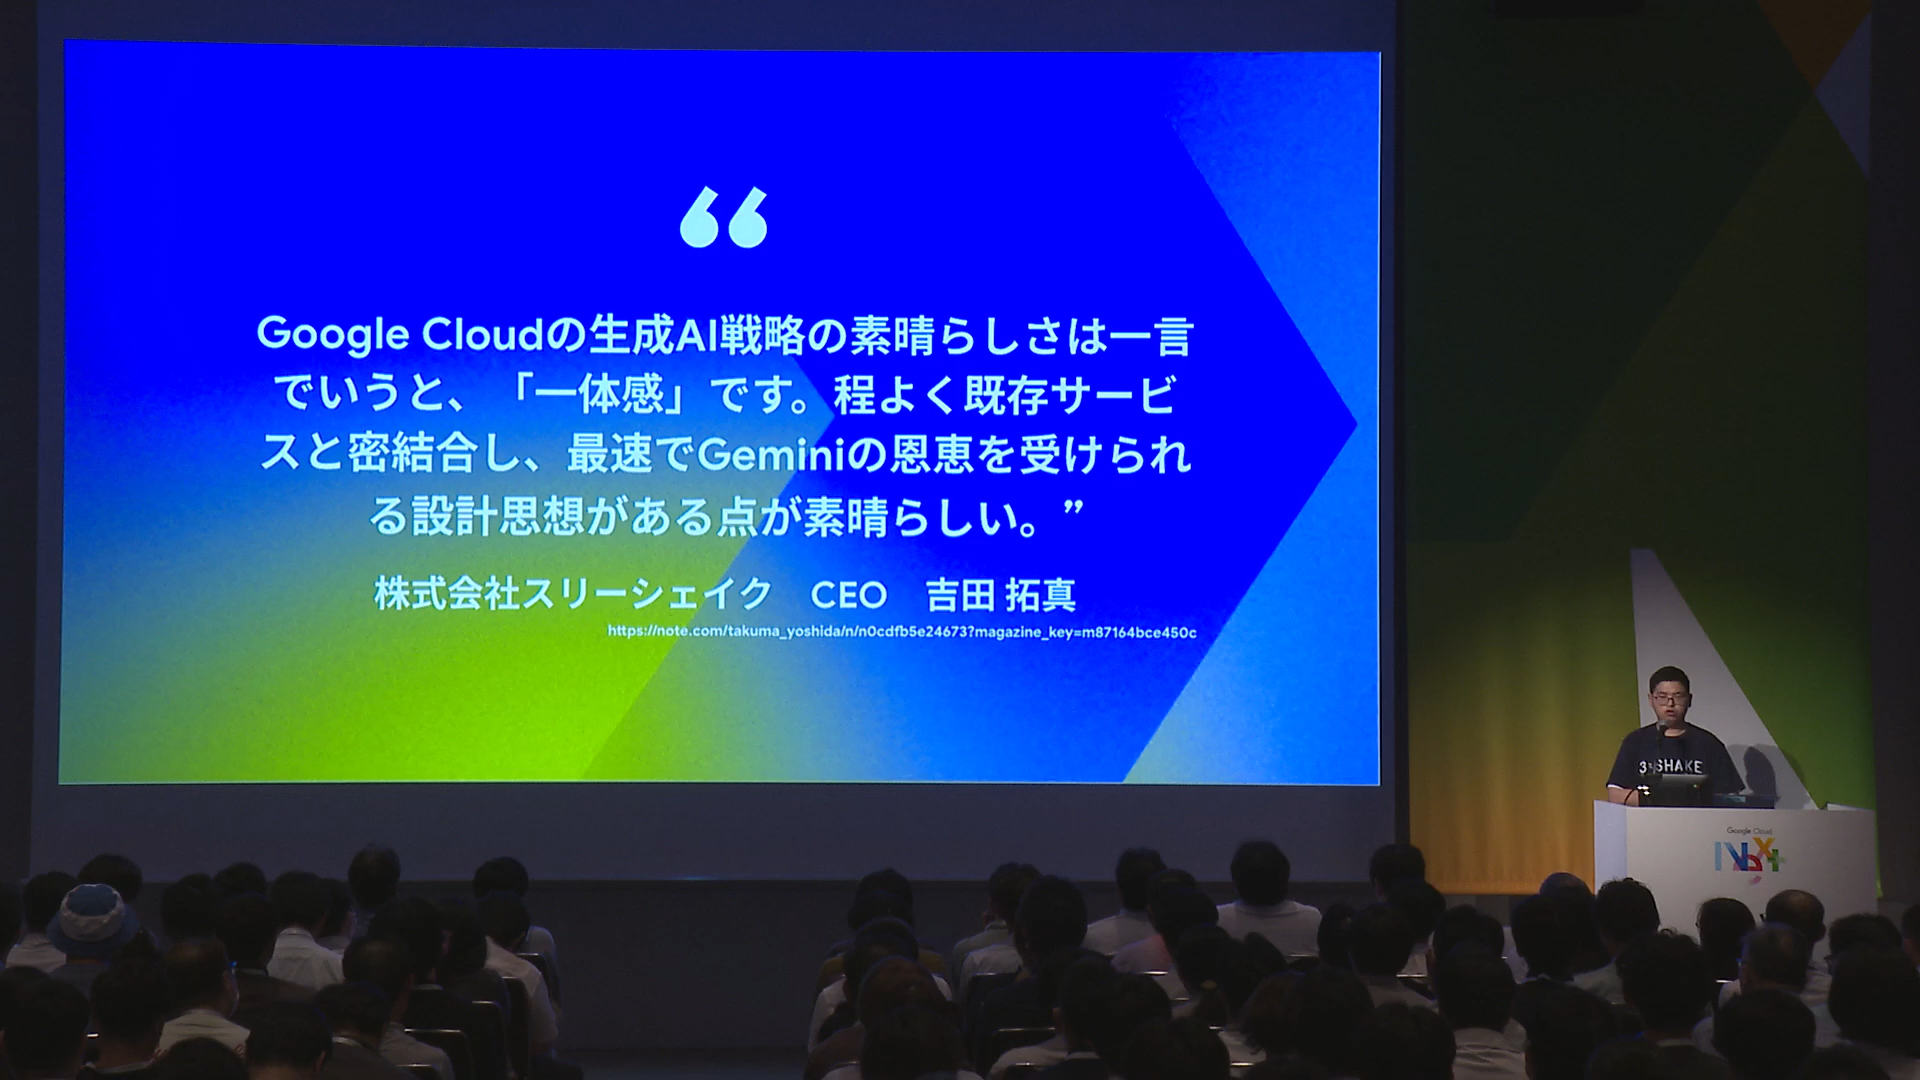 “
Google Cloudの生成AI戦略の素晴らしさは一言
でいうと、「一体感」です。程よく既存サービ
スと密結合し、最速でGeminiの恩恵を受けられ
る設計思想がある点が素晴らしい。”
株式会社スリーシェイク　CEO　吉田 拓真
https://note.com/takuma_yoshida/n/n0cdfb5e24673?magazine_key=m87164bce450c
3-SHAKE
Google Cloud
Next